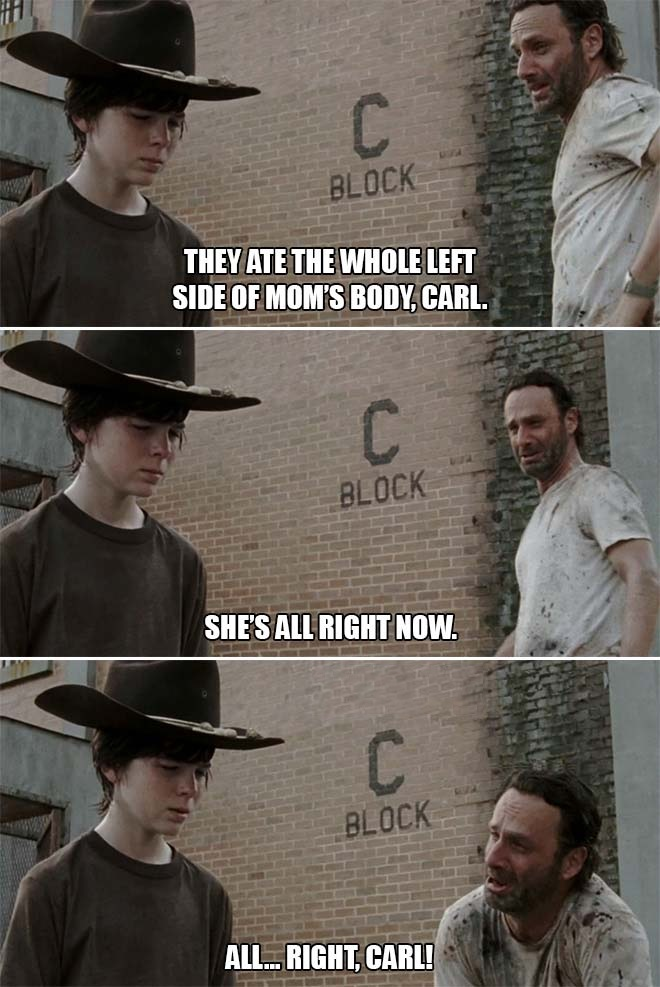 C
BLOCK
THEY ATE THE WHOLE LEFT
SIDE OF MOM'S BODY, CARL.
C
BLOCK
SHE'S ALL RIGHT NOW.
C
BLOCK
ALL... RIGHT, CARL!